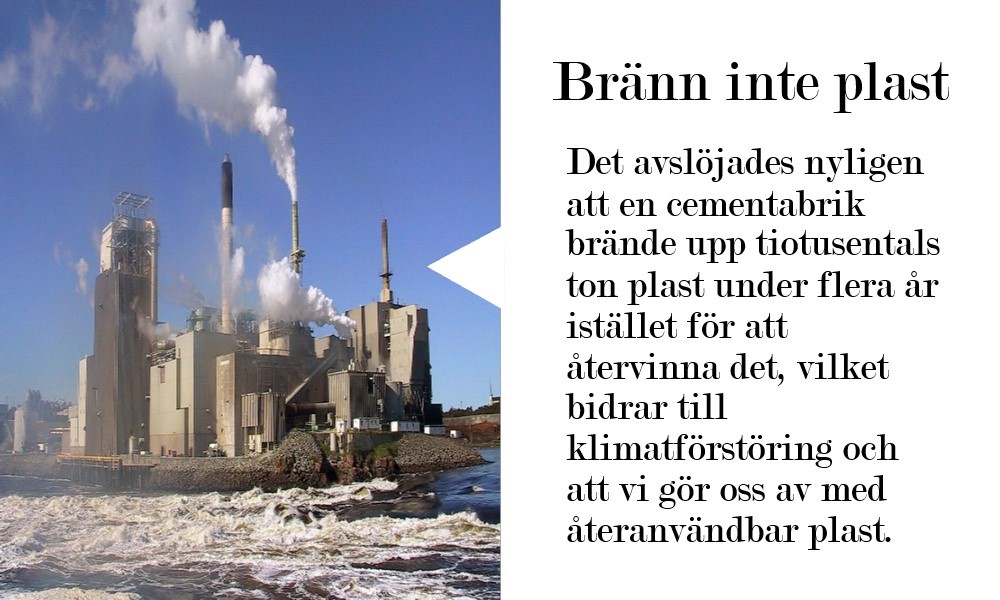 Bränn inte plast
Det avslöjades nyligen
att en cementabrik
brände upp tiotusentals
ton plast under flera år
istället för att
återvinna det, vilket
bidrar till
klimatförstöring och
att vi gör oss av med
återanvändbar plast.